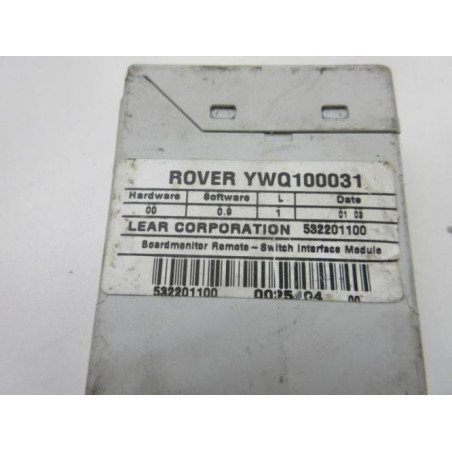 ROVER YWQ100031
Hardware Software L Date
00 0.9 1 01 03
LEAR CORPORATION 532201100
Boardmonitor Remote - Switch Interface Module
532201100 00